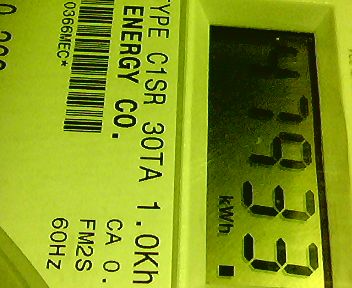 47933
kWh
TYPE C1SR 30TA 1.0Kh
ENERGY CO.
CA 0.
0366MEC*
FM2S
60Hz